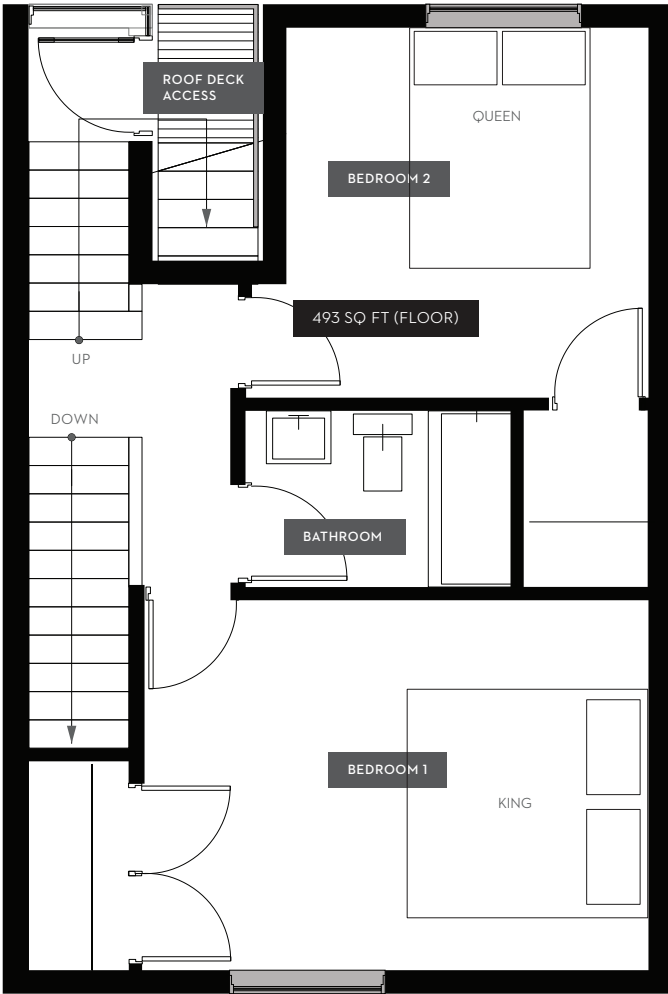 ROOF DECK
ACCESS
QUEEN
BEDROOM 2
493 SQ FT (FLOOR)
UP
DOWN
BATHROOM
BEDROOM 1
KING